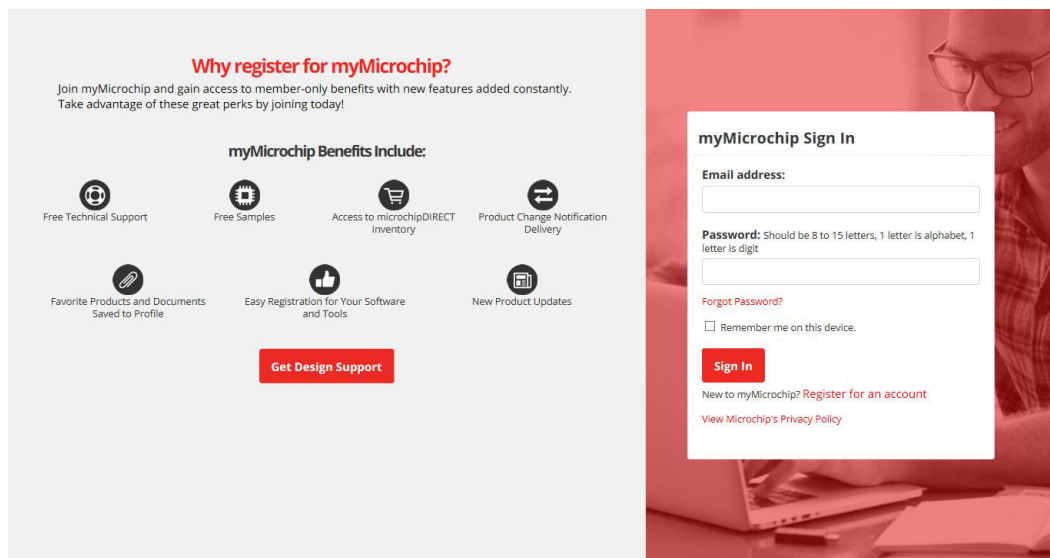 Why register for myMicrochip?
Join myMicrochip and gain access to member-only benefits with new features added constantly.
Take advantage of these great perks by joining today!
myMicrochip Benefits Include:
Free Technical Support
Free Samples
Access to microchipDIRECT
Inventory
Product Change Notification
Delivery
Favorite Products and Documents
Saved to Profile
Easy Registration for Your Software
and Tools
New Product Updates
Get Design Support
myMicrochip Sign In
Email address:
Password: Should be 8 to 15 letters, 1 letter is alphabet, 1
letter is digit
Forgot Password?
Remember me on this device.
Sign In
New to myMicrochip? Register for an account
View Microchip's Privacy Policy